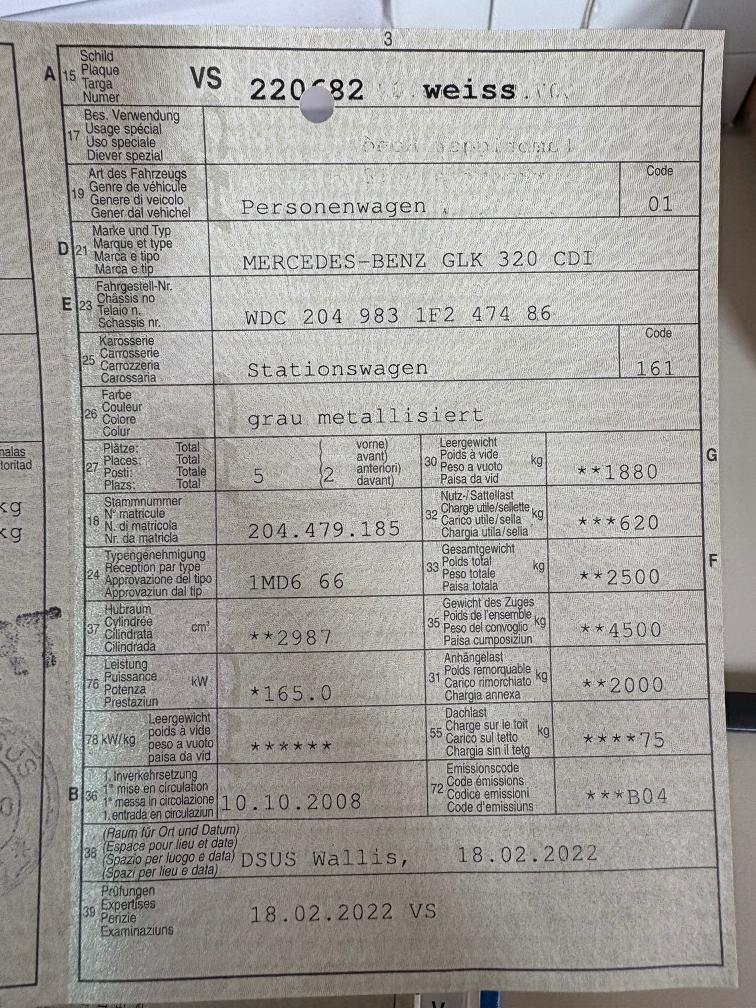 3
A 15 Schild
Plaque
Targa
Numer
VS 220682 weiss
17 Bes. Verwendung
Usage spécial
Uso speciale
Diever spezial
19 Art des Fahrzeugs
Genre de véhicule
Genere di veicolo
Gener dal vehichel
Personenwagen
Code
01
D 21 Marke und Typ
Marque et type
Marca e tipo
Marca e tip
MERCEDES-BENZ GLK 320 CDI
E 23 Fahrgestell-Nr.
Châssis no
Telaio n.
Schassis nr.
WDC 204 983 1F2 474 86
25 Karosserie
Carrosserie
Carrozzeria
Carossaria
Stationswagen
Code
161
26 Farbe
Couleur
Colore
Colur
grau metallisiert
27 Plätze: Total
Places: Total
Posti: Totale
Plazs: Total
5 (2 vorne)
avant)
anteriori)
davant)
30 Leergewicht
Poids à vide
Peso a vuoto
Paisa da vid
kg
**1880
G
18 Stammnummer
N° matricule
N. di matricola
Nr. da matricla
204.479.185
32 Nutz-/Sattellast
Charge utile/sellette
Carico utile/sella
Chargia utila/sella
kg
***620
24 Typengenehmigung
Réception par type
Approvazione del tipo
Approvaziun dal tip
1MD6 66
33 Gesamtgewicht
Poids total
Peso totale
Paisa totala
kg
**2500
F
37 Hubraum
Cylindrée
Cilindrata
Cilindrada
cm³
**2987
35 Gewicht des Zuges
Poids de l'ensemble
Peso del convoglio
Paisa cumposiziun
kg
**4500
76 Leistung
Puissance
Potenza
Prestaziun
kW
*165.0
31 Anhängelast
Poids remorquable
Carico rimorchiato
Chargia annexa
kg
**2000
78 kW/kg Leergewicht
poids à vide
peso a vuoto
paisa da vid
******
55 Dachlast
Charge sur le toit
Carico sul tetto
Chargia sin il tetg
kg
****75
B 36 1. Inverkehrsetzung
1re mise en circulation
1a messa in circolazione
1. entrada en circulaziun
10.10.2008
72 Emissionscode
Code émissions
Codice emissioni
Code d'emissiuns
***B04
38 (Raum für Ort und Datum)
(Espace pour lieu et date)
(Spazio per luogo e data)
(Spazi per lieu e data)
DSUS Wallis, 18.02.2022
39 Prüfungen
Expertises
Perizie
Examinaziuns
18.02.2022 VS
kg
kg